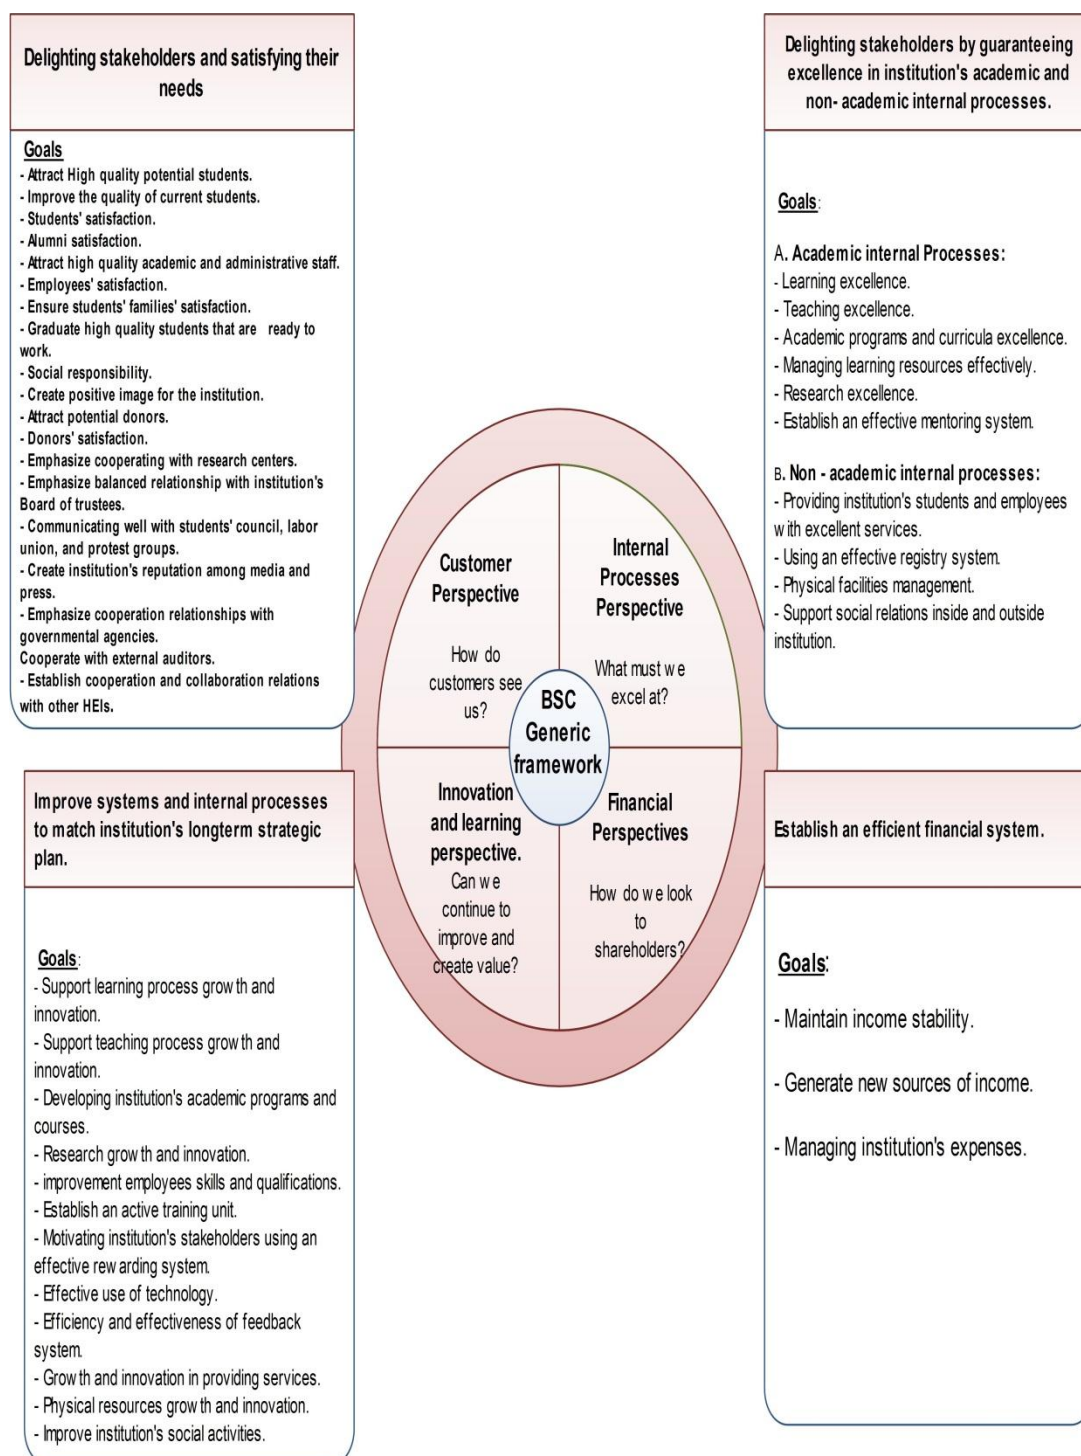 Delighting stakeholders and satisfying their
needs
Goals
- Attract High quality potential students.
- Improve the quality of current students.
- Students' satisfaction.
- Alumni satisfaction.
- Attract high quality academic and administrative staff.
- Employees' satisfaction.
- Ensure students' families' satisfaction.
- Graduate high quality students that are ready to
work.
- Social responsibility.
- Create positive image for the institution.
- Attract potential donors.
- Donors' satisfaction.
- Emphasize cooperating with research centers.
- Emphasize balanced relationship with institution's
Board of trustees.
- Communicating well with students' council, labor
union, and protest groups.
- Create institution's reputation among media and
press.
- Emphasize cooperation relationships with
governmental agencies.
Cooperate with external auditors.
- Establish cooperation and collaboration relations
with other HEIs.
Delighting stakeholders by guaranteeing
excellence in institution's academic and
non- academic internal processes.
Goals:
A. Academic internal Processes:
- Learning excellence.
- Teaching excellence.
- Academic programs and curricula excellence.
- Managing learning resources effectively.
- Research excellence.
- Establish an effective mentoring system.
B. Non - academic internal processes:
- Providing institution's students and employees
with excellent services.
- Using an effective registry system.
- Physical facilities management.
- Support social relations inside and outside
institution.
Customer
Perspective
How do
customers see
us?
Internal
Processes
Perspective
What must we
excel at?
BSC
Generic
framework
Innovation
and learning
perspective.
Can we
continue to
improve and
create value?
Financial
Perspectives
How do we look
to
shareholders?
Improve systems and internal processes
to match institution's longterm strategic
plan.
Goals:
- Support learning process growth and
innovation.
- Support teaching process growth and
innovation.
- Developing institution's academic programs and
courses.
- Research growth and innovation.
- improvement employees skills and qualifications.
- Establish an active training unit.
- Motivating institution's stakeholders using an
effective rewarding system.
- Effective use of technology.
- Efficiency and effectiveness of feedback
system.
- Growth and innovation in providing services.
- Physical resources growth and innovation.
- Improve institution's social activities.
Establish an efficient financial system.
Goals:
- Maintain income stability.
- Generate new sources of income.
- Managing institution's expenses.